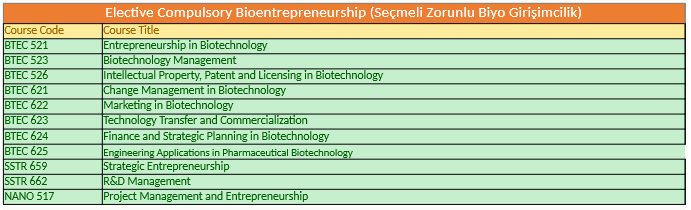 Elective Compulsory Bioentrepreneurship (Seçmeli Zorunlu Biyo Girişimcilik)
Course Code Course Title
BTEC 521 Entrepreneurship in Biotechnology
BTEC 523 Biotechnology Management
BTEC 526 Intellectual Property, Patent and Licensing in Biotechnology
BTEC 621 Change Management in Biotechnology
BTEC 622 Marketing in Biotechnology
BTEC 623 Technology Transfer and Commercialization
BTEC 624 Finance and Strategic Planning in Biotechnology
BTEC 625 Engineering Applications in Pharmaceutical Biotechnology
SSTR 659 Strategic Entrepreneurship
SSTR 662 R&D Management
NANO 517 Project Management and Entrepreneurship